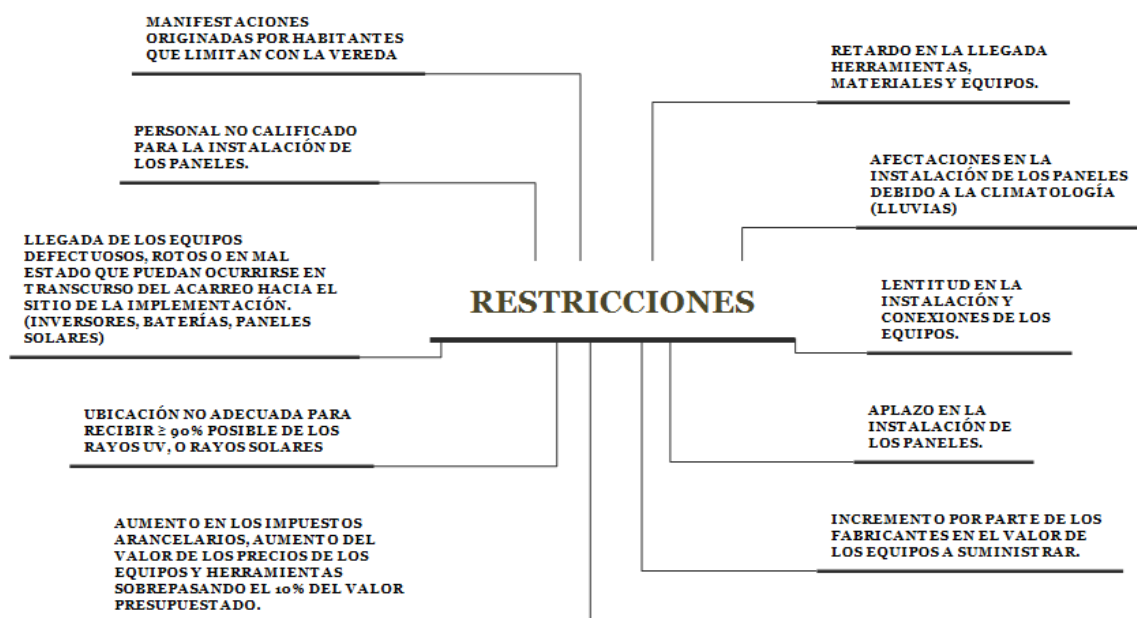 MANIFESTACIONES
ORIGINADAS POR HABITANTES
QUE LIMITAN CON LA VEREDA
PERSONAL NO CALIFICADO
PARA LA INSTALACIÓN DE
LOS PANELES.
LLEGADA DE LOS EQUIPOS
DEFECTUOSOS, ROTOS O EN MAL
ESTADO QUE PUEDAN OCURRIRSE EN
TRANSCURSO DEL ACARREO HACIA EL
SITIO DE LA IMPLEMENTACIÓN.
(INVERSORES, BATERÍAS, PANELES
SOLARES)
UBICACIÓN NO ADECUADA PARA
RECIBIR ≥ 90% POSIBLE DE LOS
RAYOS UV, O RAYOS SOLARES
AUMENTO EN LOS IMPUESTOS
ARANCELARIOS, AUMENTO DEL
VALOR DE LOS PRECIOS DE LOS
EQUIPOS Y HERRAMIENTAS
SOBREPASANDO EL 10% DEL VALOR
PRESUPUESTADO.
RESTRICCIONES
RETARDO EN LA LLEGADA
HERRAMIENTAS,
MATERIALES Y EQUIPOS.
AFECTACIONES EN LA
INSTALACIÓN DE LOS PANELES
DEBIDO A LA CLIMATOLOGÍA
(LLUVIAS)
LENTITUD EN LA
INSTALACIÓN Y
CONEXIONES DE LOS
EQUIPOS.
APLAZO EN LA
INSTALACIÓN DE
LOS PANELES.
INCREMENTO POR PARTE DE LOS
FABRICANTES EN EL VALOR DE
LOS EQUIPOS A SUMINISTRAR.